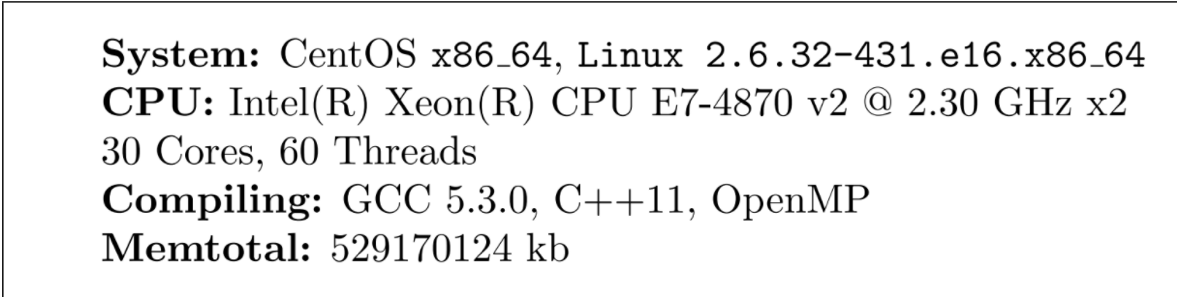 System: CentOS x86_64, Linux 2.6.32-431.e16.x86_64
CPU: Intel(R) Xeon(R) CPU E7-4870 v2 @ 2.30 GHz x2
30 Cores, 60 Threads
Compiling: GCC 5.3.0, C++11, OpenMP
Memtotal: 529170124 kb